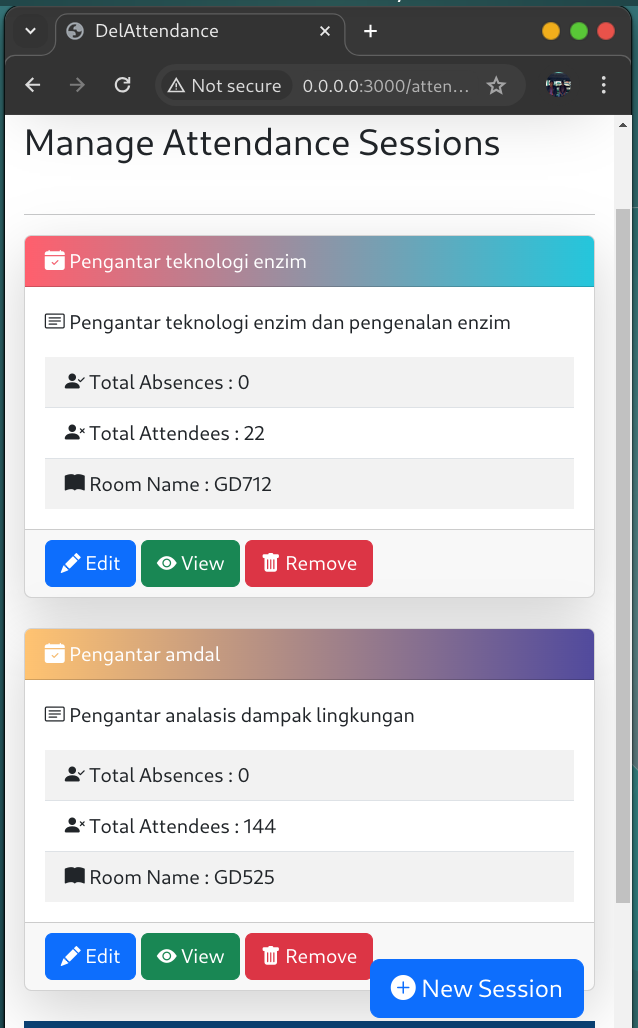 DelAttendance
Not secure 0.0.0.0:3000/atten...
Manage Attendance Sessions
Pengantar teknologi enzim
Pengantar teknologi enzim dan pengenalan enzim
Total Absences : 0
Total Attendees : 22
Room Name : GD712
Edit View Remove
Pengantar amdal
Pengantar analasis dampak lingkungan
Total Absences : 0
Total Attendees : 144
Room Name : GD525
Edit View Remove
New Session